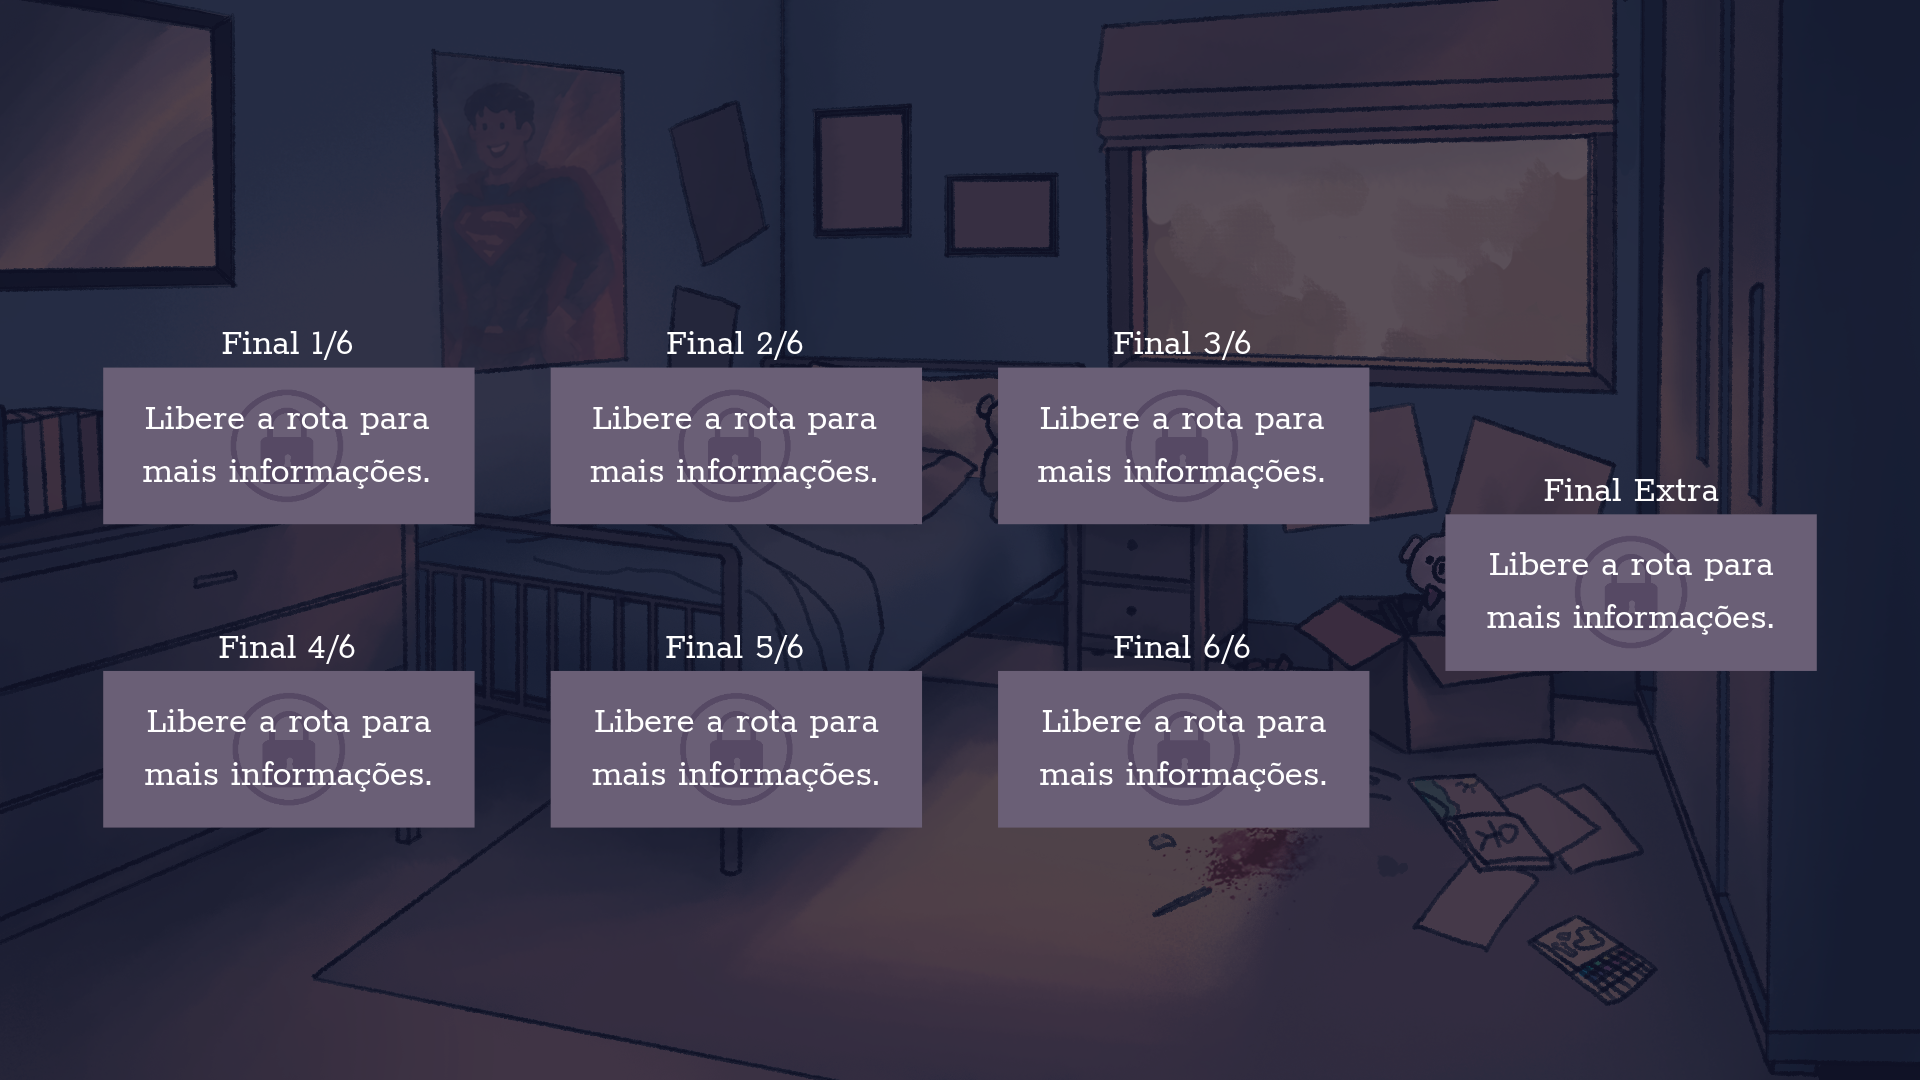 Final 1/6
Libere a rota para
mais informações.
Final 2/6
Libere a rota para
mais informações.
Final 3/6
Libere a rota para
mais informações.
Final 4/6
Libere a rota para
mais informações.
Final 5/6
Libere a rota para
mais informações.
Final 6/6
Libere a rota para
mais informações.
Final Extra
Libere a rota para
mais informações.